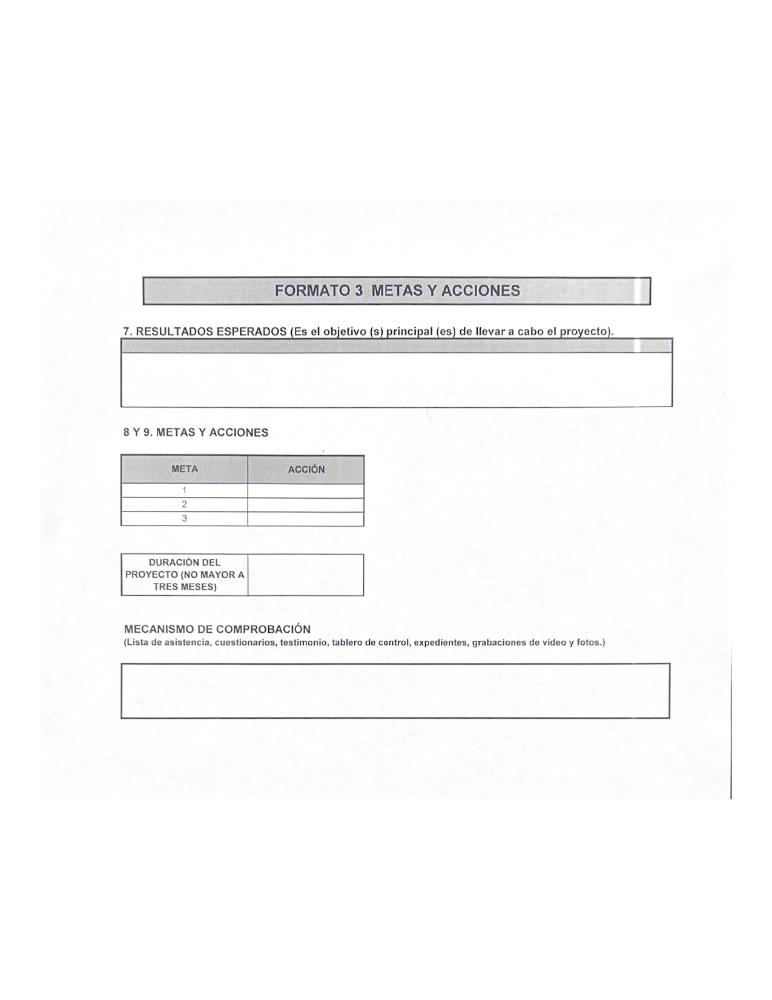 FORMATO 3 METAS Y ACCIONES
7. RESULTADOS ESPERADOS (Es el objetivo (s) principal (es) de llevar a cabo el proyecto).
8 Y 9. METAS Y ACCIONES
META ACCIÓN
1
2
3
DURACIÓN DEL
PROYECTO (NO MAYOR A
TRES MESES)
MECANISMO DE COMPROBACIÓN
(Lista de asistencia, cuestionarios, testimonio, tablero de control, expedientes, grabaciones de video y fotos.)